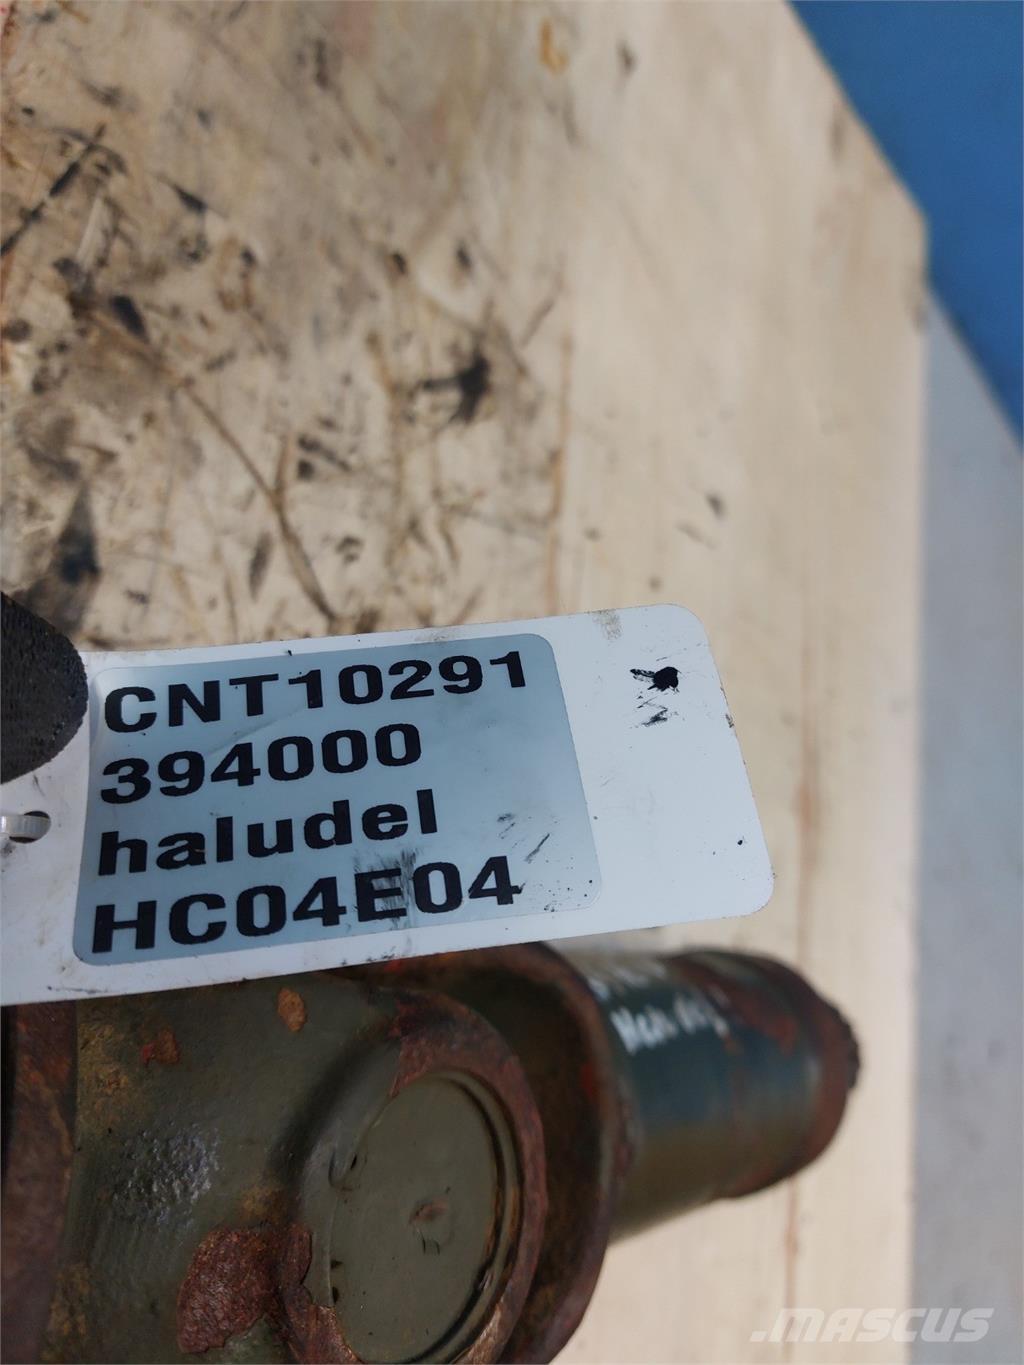 CNT10291
394000
haludel
HC04E04
.MASCUS